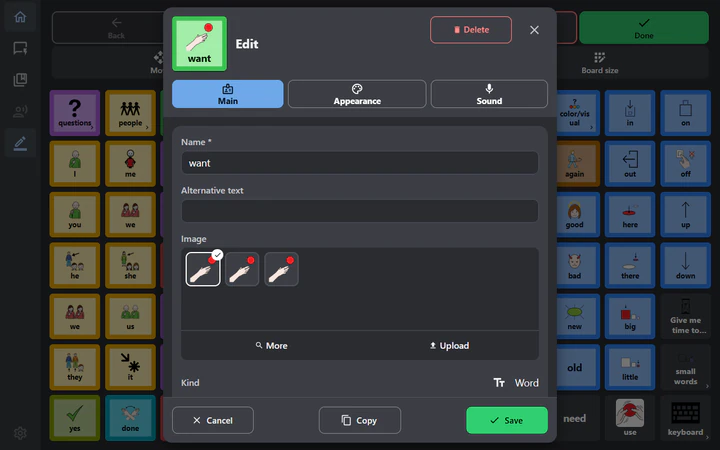 Back
Done
Mo
Board size
want
Edit
Delete
Main
Appearance
Sound
Name *
want
Alternative text
Image
More
Upload
Kind
Word
Cancel
Copy
Save
questions
people
color/vis
ual
in
on
I
me
again
out
off
you
we
good
here
up
he
she
bad
there
down
we
us
new
big
Give me
time to...
they
it
old
little
small
words
yes
done
need
use
keyboard